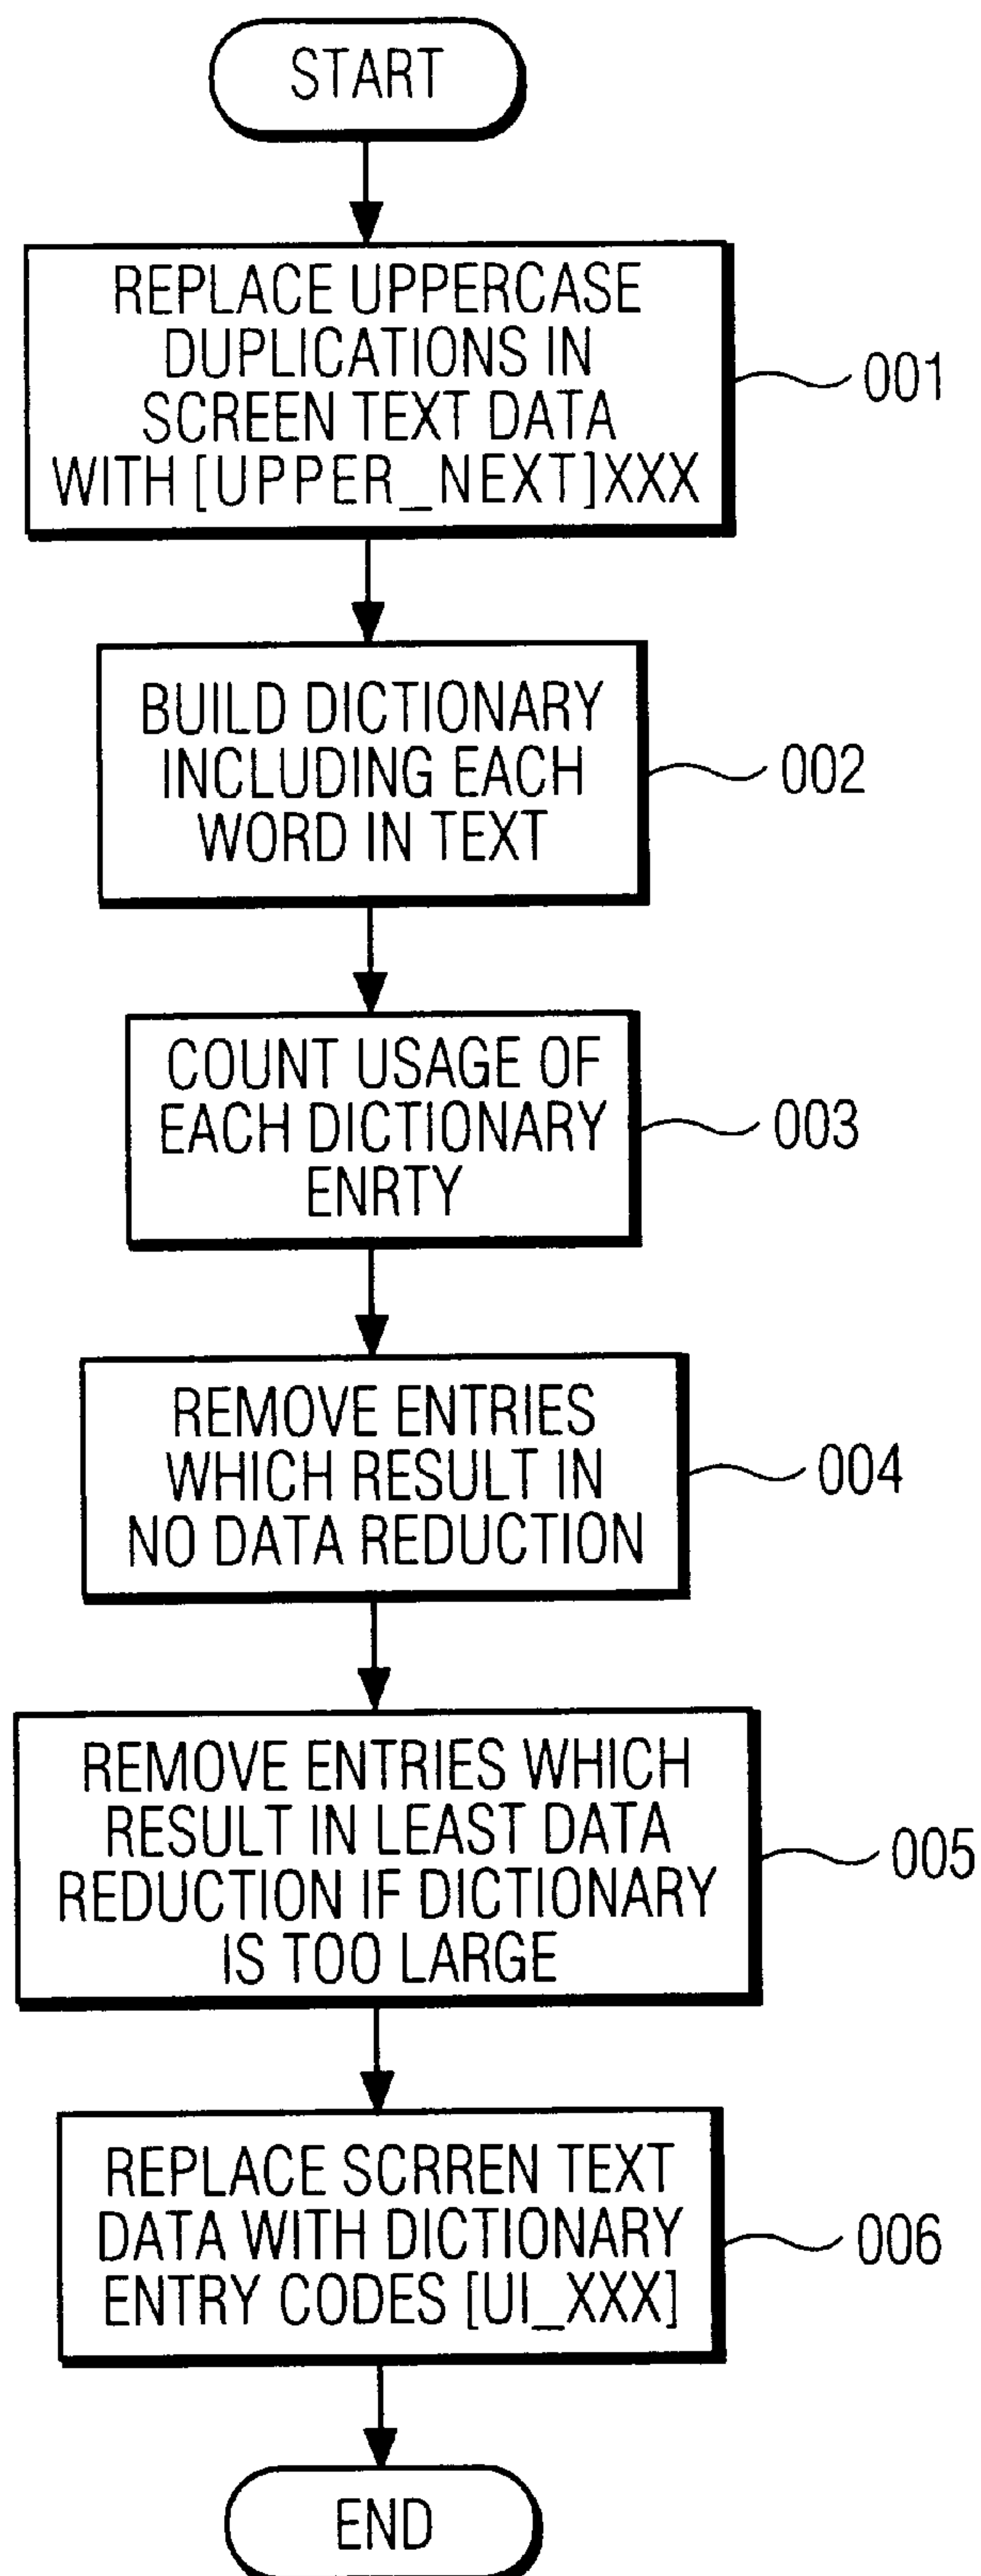 START
REPLACE UPPERCASE
DUPLICATIONS IN
SCREEN TEXT DATA
WITH [UPPER_NEXT]XXX
001
BUILD DICTIONARY
INCLUDING EACH
WORD IN TEXT
002
COUNT USAGE OF
EACH DICTIONARY
ENRTY
003
REMOVE ENTRIES
WHICH RESULT IN
NO DATA REDUCTION
004
REMOVE ENTRIES WHICH
RESULT IN LEAST DATA
REDUCTION IF DICTIONARY
IS TOO LARGE
005
REPLACE SCRREN TEXT
DATA WITH DICTIONARY
ENTRY CODES [UI_XXX]
006
END